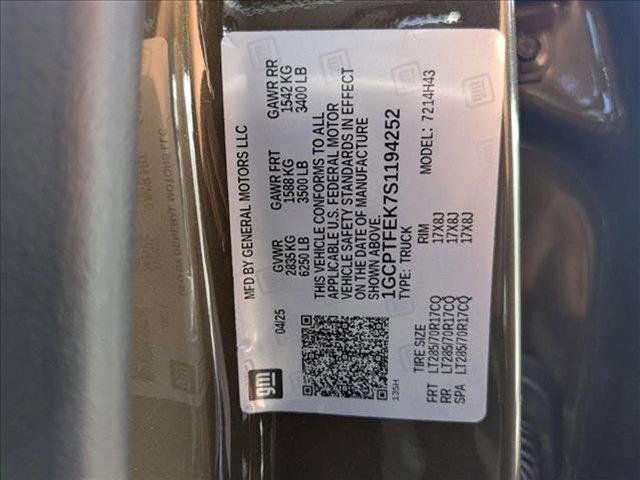 MFD BY GENERAL MOTORS LLC
04/25
GVWR GAWR FRT GAWR RR
2835 KG 1588 KG 1542 KG
6250 LB 3500 LB 3400 LB
THIS VEHICLE CONFORMS TO ALL
APPLICABLE U.S. FEDERAL MOTOR
VEHICLE SAFETY STANDARDS IN EFFECT
ON THE DATE OF MANUFACTURE
SHOWN ABOVE.
1GCPTFEK7S1194252
TYPE: TRUCK MODEL: 7214H43
TIRE SIZE RIM
FRT LT285/70R17CQ 17X8J
RR LT285/70R17CQ 17X8J
SPA LT285/70R17CQ 17X8J
gm
135H